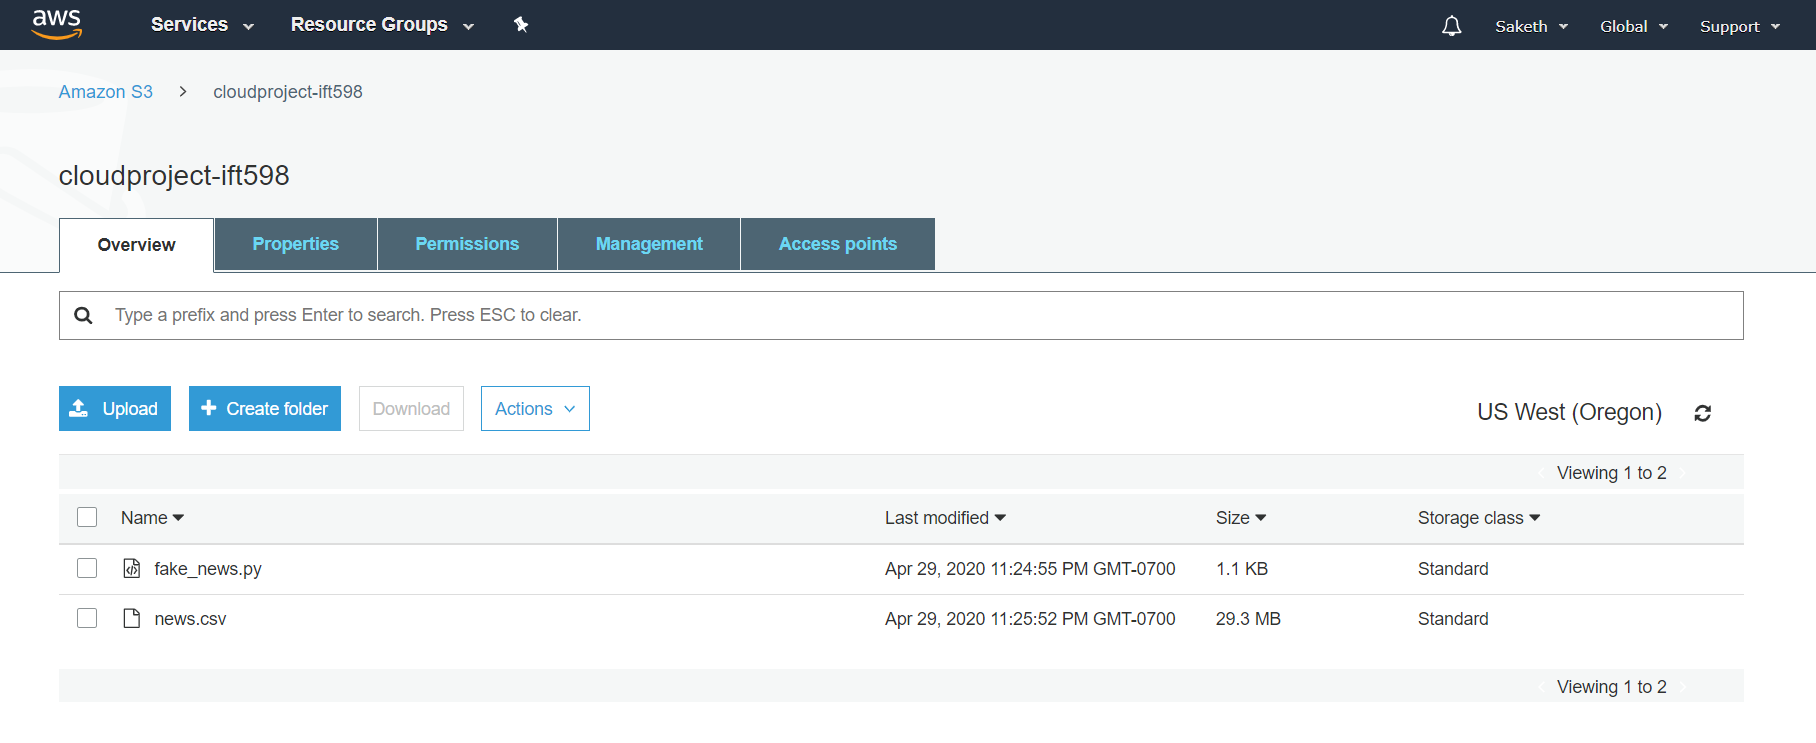 aws Services Resource Groups Saketh Global Support
Amazon S3 > cloudproject-ift598
cloudproject-ift598
Overview Properties Permissions Management Access points
Type a prefix and press Enter to search. Press ESC to clear.
Upload Create folder Download Actions US West (Oregon)
Viewing 1 to 2
Name Last modified Size Storage class
fake_news.py Apr 29, 2020 11:24:55 PM GMT-0700 1.1 KB Standard
news.csv Apr 29, 2020 11:25:52 PM GMT-0700 29.3 MB Standard
Viewing 1 to 2